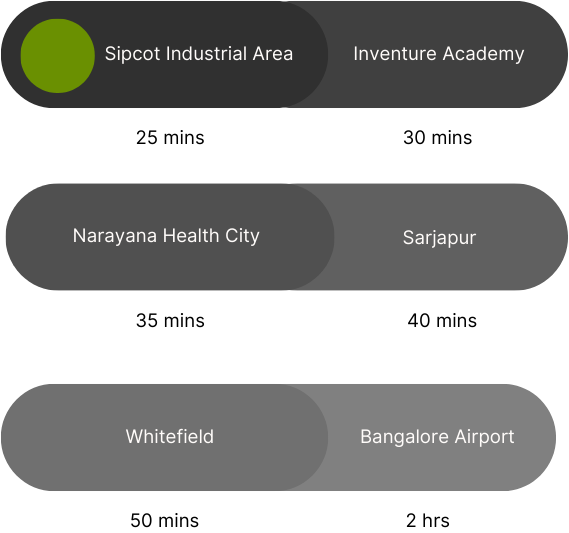 Sipcot Industrial Area
Inventure Academy
25 mins
30 mins
Narayana Health City
Sarjapur
35 mins
40 mins
Whitefield
Bangalore Airport
50 mins
2 hrs